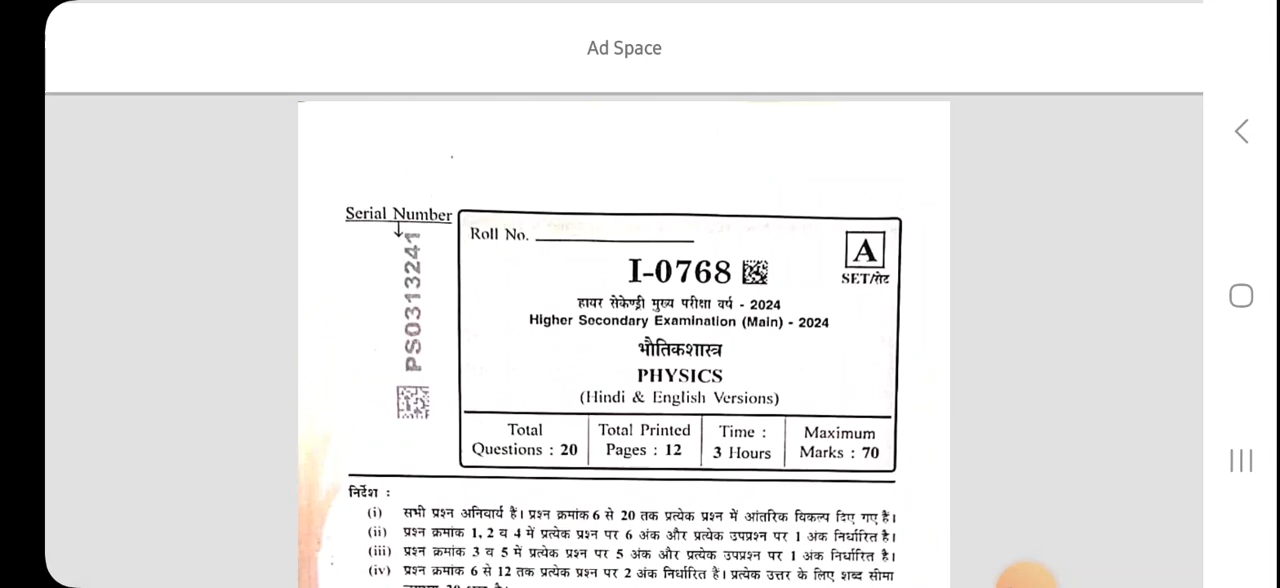 Ad Space
Serial Number
PS0313241
Roll No.
A
SET/सेट
I-0768
हायर सेकेण्ड्री मुख्य परीक्षा वर्ष - 2024
Higher Secondary Examination (Main) - 2024
भौतिकशास्त्र
PHYSICS
(Hindi & English Versions)
Total Questions : 20
Total Printed Pages : 12
Time : 3 Hours
Maximum Marks : 70
निर्देश :
(i) सभी प्रश्न अनिवार्य हैं। प्रश्न क्रमांक 6 से 20 तक प्रत्येक प्रश्न में आंतरिक विकल्प दिए गए हैं।
(ii) प्रश्न क्रमांक 1, 2 व 4 में प्रत्येक प्रश्न पर 6 अंक और प्रत्येक उपप्रश्न पर 1 अंक निर्धारित है।
(iii) प्रश्न क्रमांक 3 व 5 में प्रत्येक प्रश्न पर 5 अंक और प्रत्येक उपप्रश्न पर 1 अंक निर्धारित है।
(iv) प्रश्न क्रमांक 6 से 12 तक प्रत्येक प्रश्न पर 2 अंक निर्धारित है। प्रत्येक उत्तर के लिए शब्द सीमा